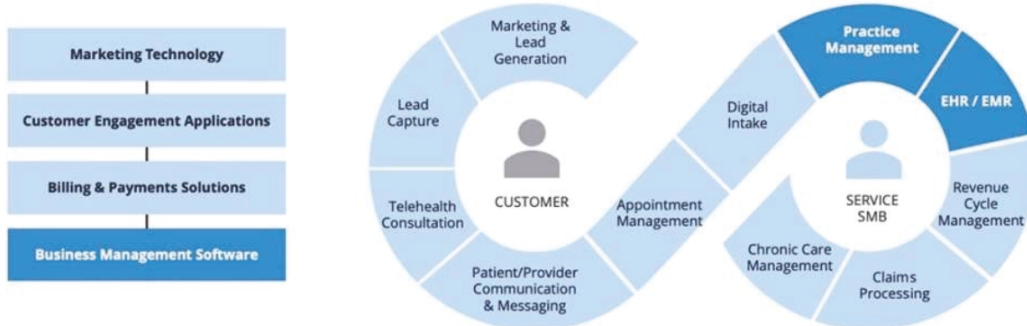 Marketing Technology
Customer Engagement Applications
Billing & Payments Solutions
Business Management Software
Marketing &
Lead
Generation
Lead
Capture
Telehealth
Consultation
Patient/Provider
Communication
& Messaging
CUSTOMER
Appointment
Management
Digital
Intake
Practice
Management
EHR / EMR
Revenue
Cycle
Management
Claims
Processing
Chronic Care
Management
SERVICE
SMB